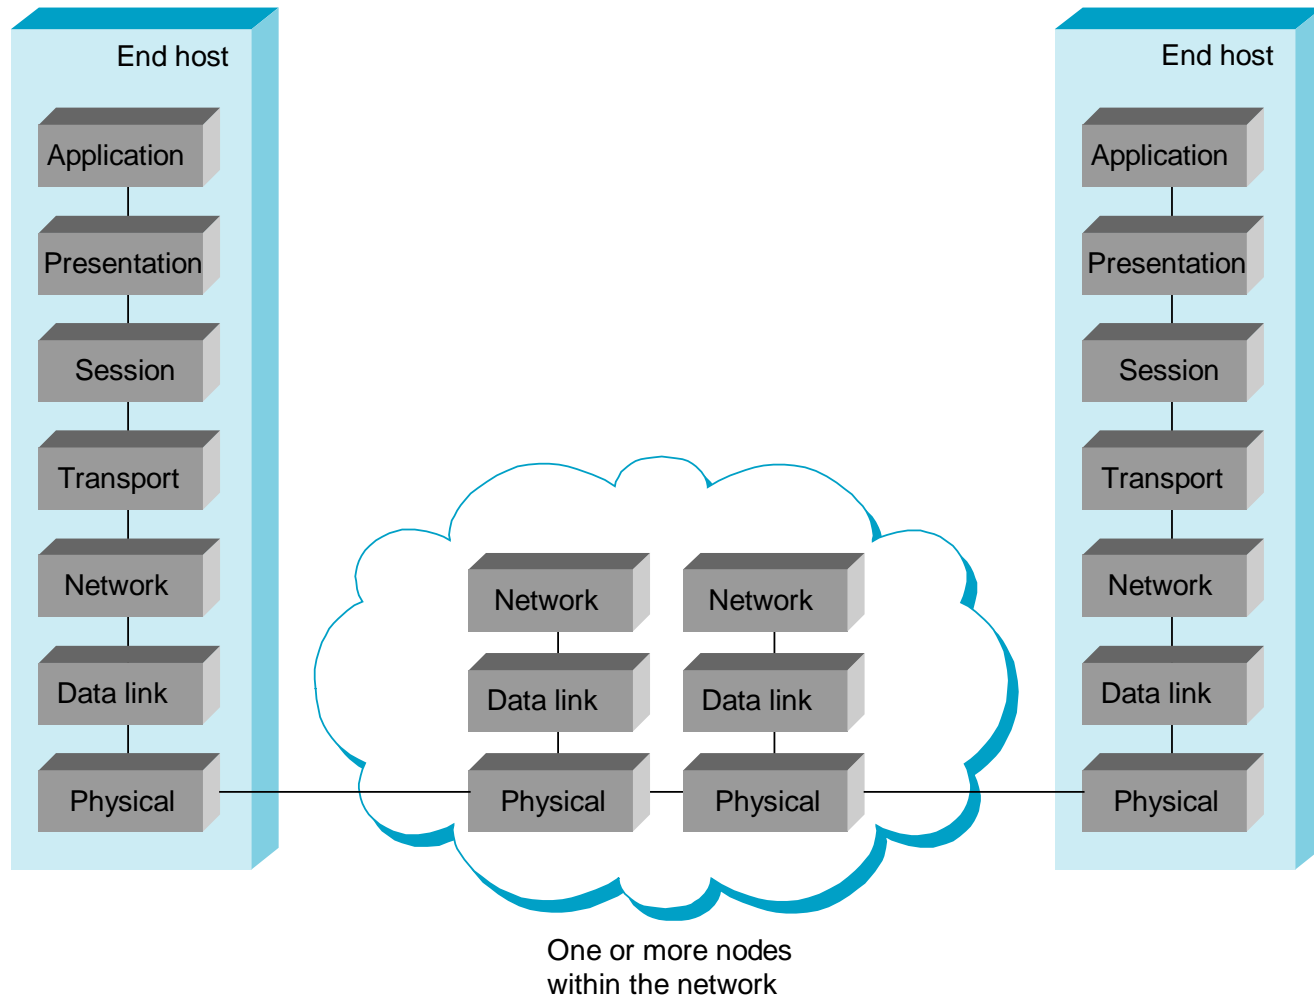 End host
Application
Presentation
Session
Transport
Network
Data link
Physical
Network
Data link
Physical
Network
Data link
Physical
One or more nodes
within the network
End host
Application
Presentation
Session
Transport
Network
Data link
Physical